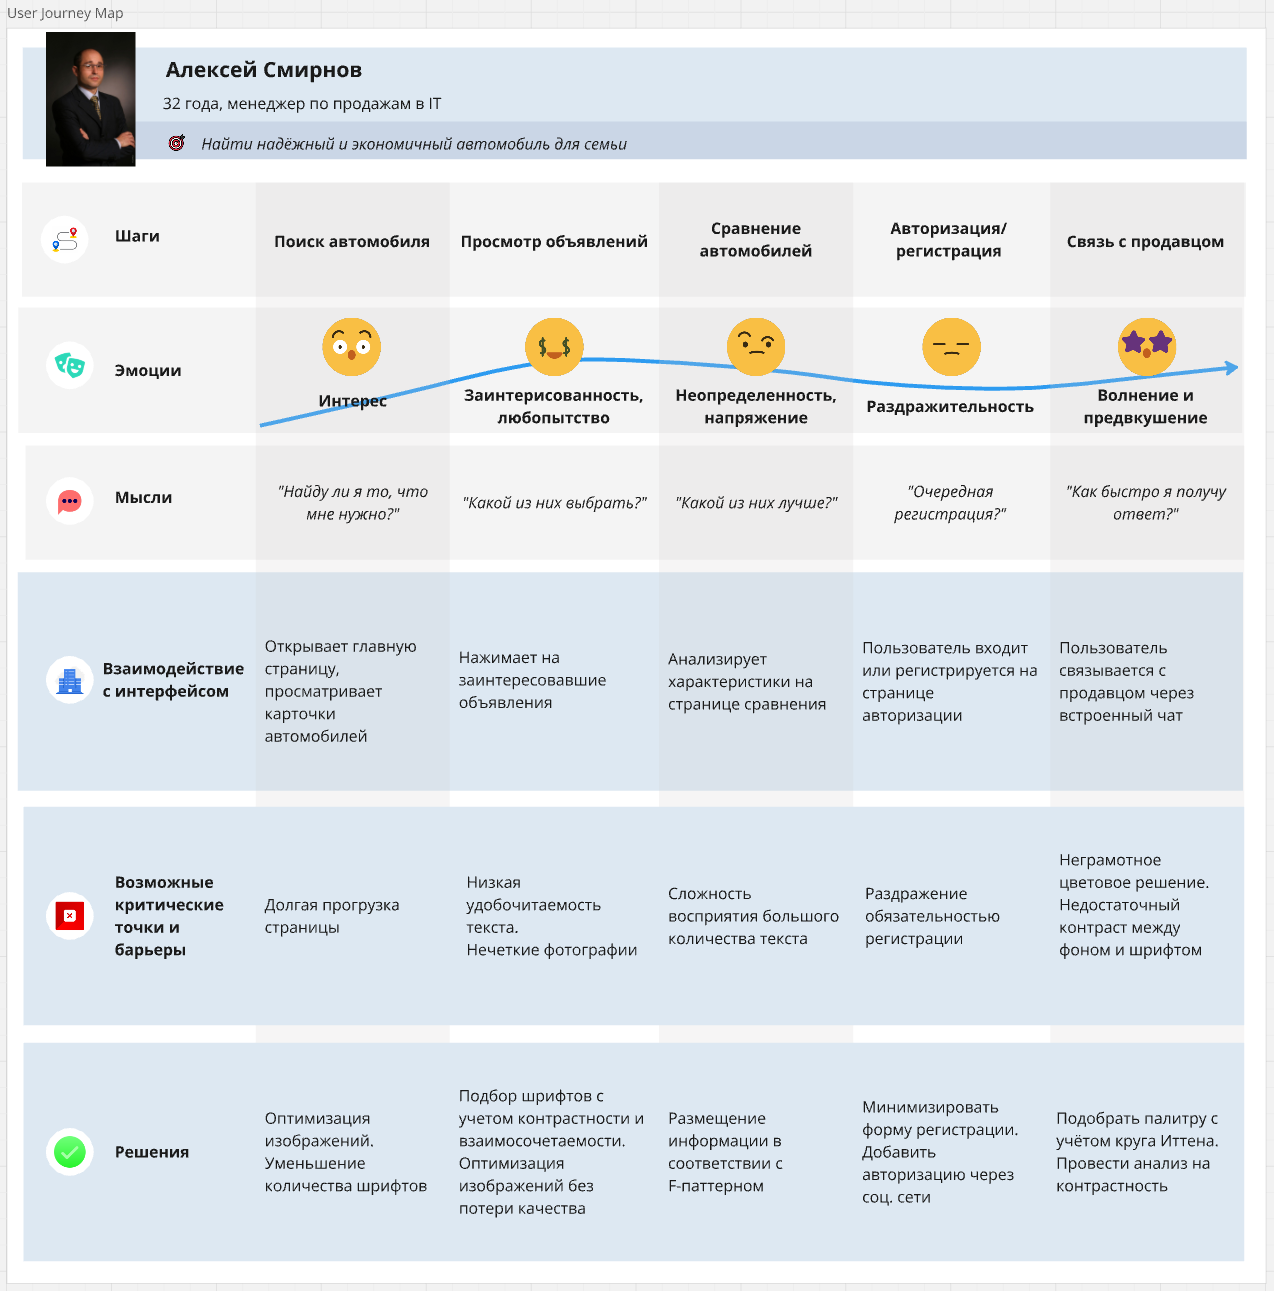 User Journey Map
Алексей Смирнов
32 года, менеджер по продажам в IT
Найти надёжный и экономичный автомобиль для семьи
Шаги
Поиск автомобиля
Просмотр объявлений
Сравнение
автомобилей
Авторизация/
регистрация
Связь с продавцом
Эмоции
Интерес
Заинтерисованность,
любопытство
Неопределенность,
напряжение
Раздражительность
Волнение и
предвкушение
Мысли
"Найду ли я то, что
мне нужно?"
"Какой из них выбрать?"
"Какой из них лучше?"
"Очередная
регистрация?"
"Как быстро я получу
ответ?"
Взаимодействие
с интерфейсом
Открывает главную
страницу,
просматривает
карточки
автомобилей
Нажимает на
заинтересовавшие
объявления
Анализирует
характеристики на
странице сравнения
Пользователь входит
или регистрируется на
странице
авторизации
Пользователь
связывается с
продавцом через
встроенный чат
Возможные
критические
точки и
барьеры
Долгая прогрузка
страницы
Низкая
удобочитаемость
текста.
Нечеткие фотографии
Сложность
восприятия большого
количества текста
Раздражение
обязательностью
регистрации
Неграмотное
цветовое решение.
Недостаточный
контраст между
фоном и шрифтом
Решения
Оптимизация
изображений.
Уменьшение
количества шрифтов
Подбор шрифтов с
учетом контрастности и
взаимосочетаемости.
Оптимизация
изображений без
потери качества
Размещение
информации в
соответствии с
F-паттерном
Минимизировать
форму регистрации.
Добавить
авторизацию через
соц. сети
Подобрать палитру с
учётом круга Иттена.
Провести анализ на
контрастность